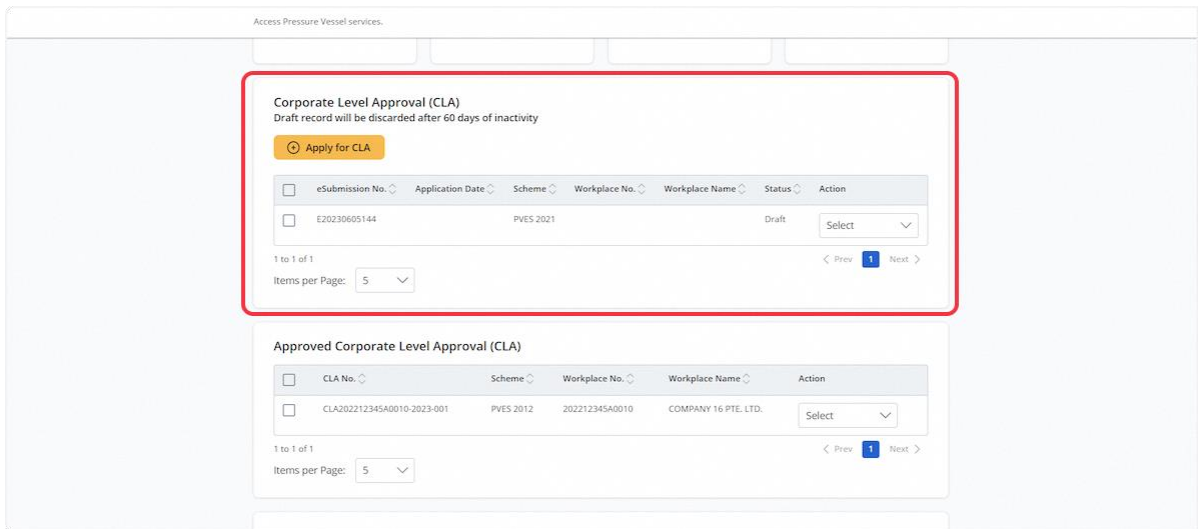 Access Pressure Vessel services.
Corporate Level Approval (CLA)
Draft record will be discarded after 60 days of inactivity
Apply for CLA
eSubmission No. Application Date Scheme Workplace No. Workplace Name Status Action
E20230605144 PVES 2021 Draft Select
1 to 1 of 1 Prev 1 Next
Items per Page: 5
Approved Corporate Level Approval (CLA)
CLA No. Scheme Workplace No. Workplace Name Action
CLA202212345A0010-2023-001 PVES 2012 202212345A0010 COMPANY 16 PTE. LTD. Select
1 to 1 of 1 Prev 1 Next
Items per Page: 5